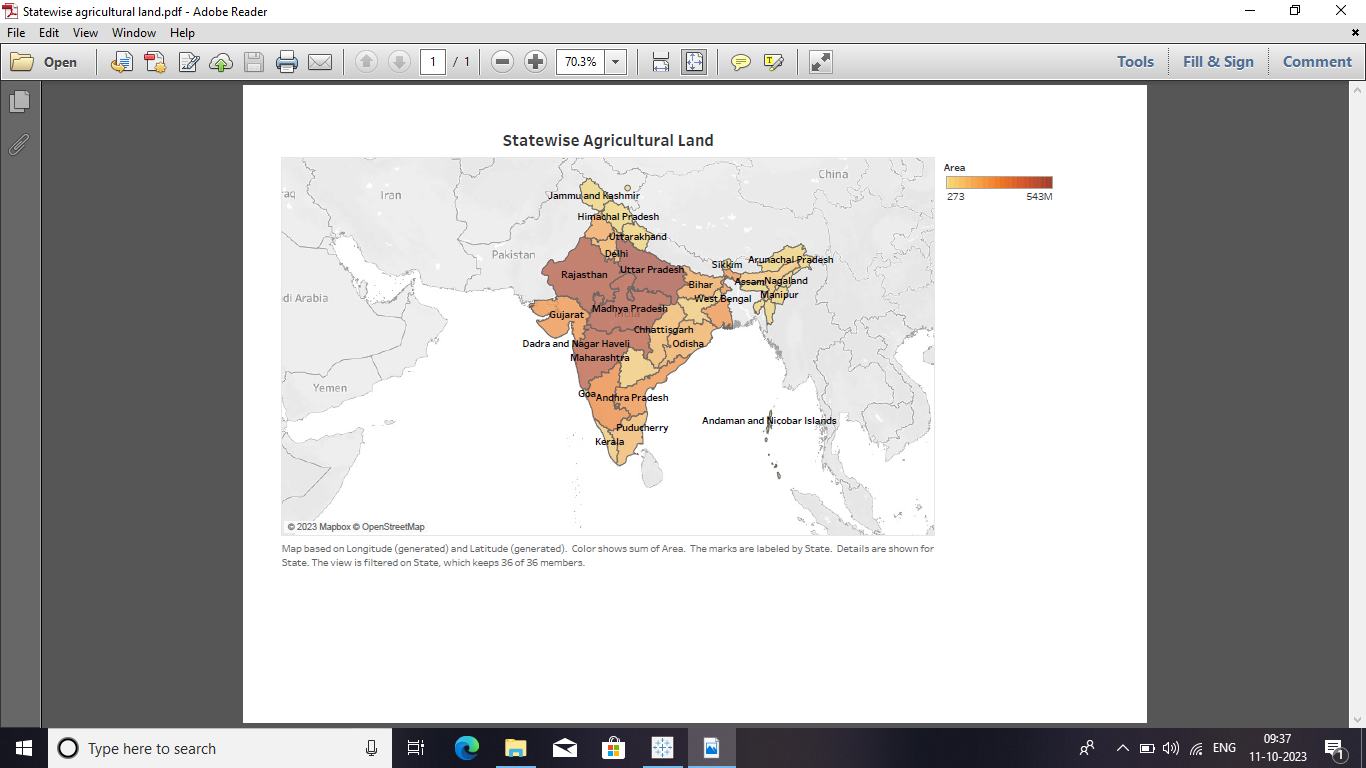 Statewise agricultural land.pdf - Adobe Reader
File Edit View Window Help
Open
1 / 1
70.3%
Tools Fill & Sign Comment
Statewise Agricultural Land
Area
273 543M
Iran
China
Pakistan
di Arabia
Yemen
Jammu and Kashmir
Himachal Pradesh
Uttarakhand
Delhi
Rajasthan
Uttar Pradesh
Sikkim
Arunachal Pradesh
Assam
Nagaland
Bihar
Manipur
West Bengal
Madhya Pradesh
Gujarat
Chhattisgarh
Dadra and Nagar Haveli
Odisha
Maharashtra
Goa
Andhra Pradesh
Andaman and Nicobar Islands
Puducherry
Kerala
© 2023 Mapbox © OpenStreetMap
Map based on Longitude (generated) and Latitude (generated). Color shows sum of Area. The marks are labeled by State. Details are shown for
State. The view is filtered on State, which keeps 36 of 36 members.
Type here to search
ENG
09:37
11-10-2023
1